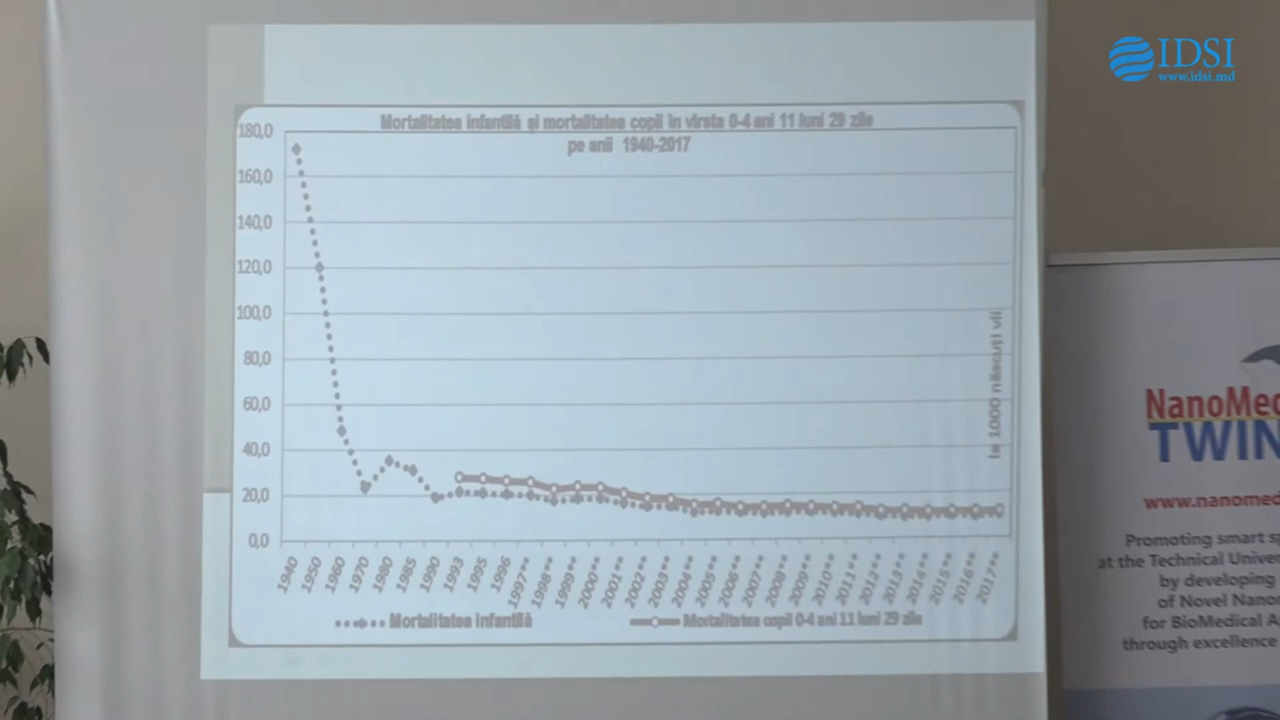 IDSI
www.idsi.md
Mortalitatea infantilă și mortalitatea copii în vîrsta 0-4 ani 11 luni 29 zile
pe anii 1940-2017
180,0
160,0
140,0
120,0
100,0
80,0
60,0
40,0
20,0
0,0
la 1000 născuți vii
1940
1950
1960
1970
1980
1985
1990
1993
1995
1996
1997**
1998**
1999**
2000**
2001**
2002**
2003**
2004**
2005**
2006**
2007**
2008**
2009**
2010**
2011**
2012**
2013**
2014**
2015**
2016**
2017**
Mortalitatea infantilă
Mortalitatea copii 0-4 ani 11 luni 29 zile
NanoMed
TWIN
www.nanomed
Promoting smart sp
at the Technical Univer
by developing
of Novel Nano
for BioMedical A
through excellence